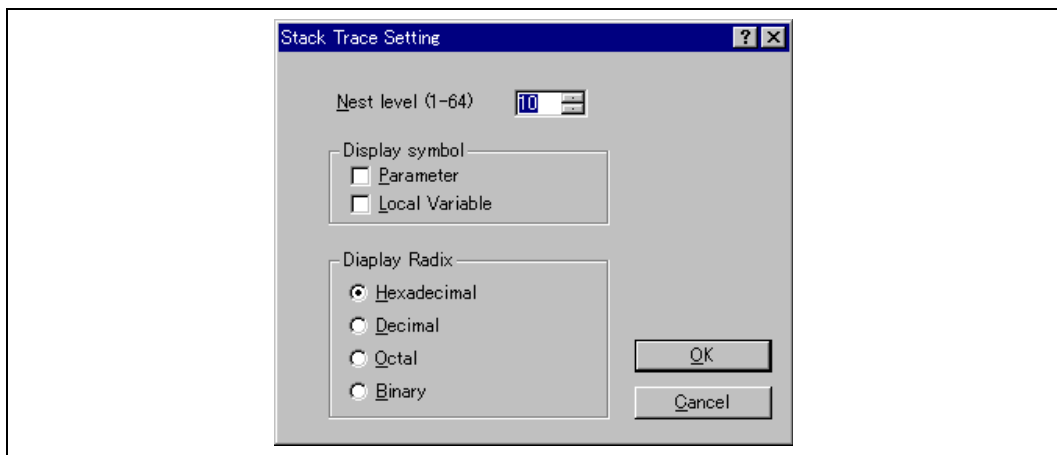 Stack Trace Setting
Nest level (1-64) 10
Display symbol
Parameter
Local Variable
Diaplay Radix
Hexadecimal
Decimal
Octal
Binary
OK
Cancel